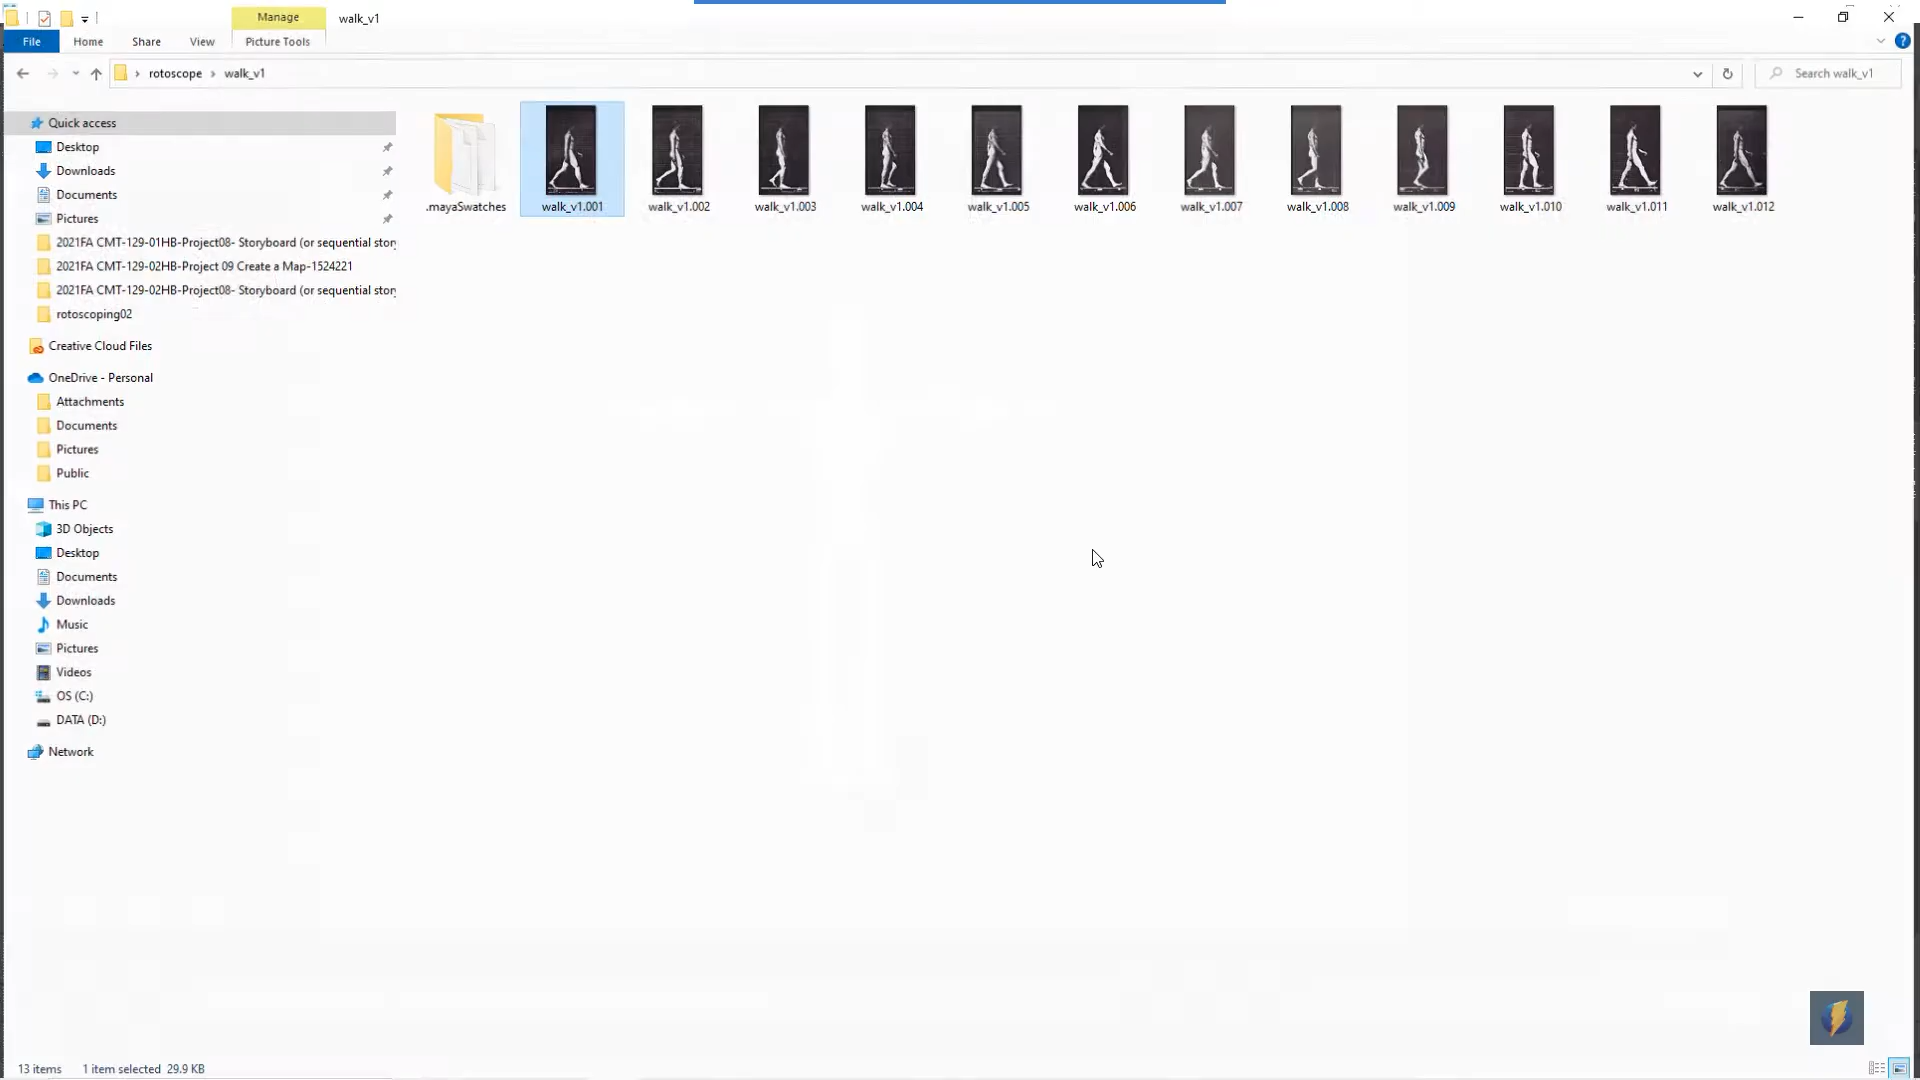 Manage
walk_v1
File
Home
Share
View
Picture Tools
rotoscope > walk_v1
Search walk_v1
Quick access
Desktop
Downloads
Documents
Pictures
2021FA CMT-129-01HB-Project08- Storyboard (or sequential stor
2021FA CMT-129-02HB-Project 09 Create a Map-1524221
2021FA CMT-129-02HB-Project08- Storyboard (or sequential stor
rotoscoping02
Creative Cloud Files
OneDrive - Personal
Attachments
Documents
Pictures
Public
This PC
3D Objects
Desktop
Documents
Downloads
Music
Pictures
Videos
OS (C:)
DATA (D:)
Network
.mayaSwatches
walk_v1.001
walk_v1.002
walk_v1.003
walk_v1.004
walk_v1.005
walk_v1.006
walk_v1.007
walk_v1.008
walk_v1.009
walk_v1.010
walk_v1.011
walk_v1.012
13 items
1 item selected 29.9 KB